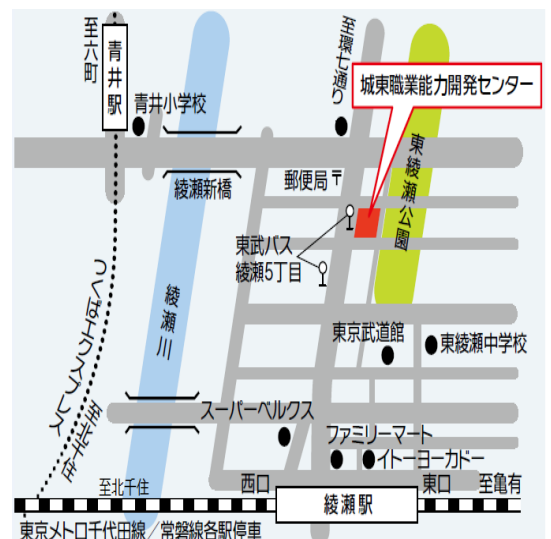 至六町
青井駅
青井小学校
至環七通り
城東職業能力開発センター
綾瀬新橋
郵便局〒
東綾瀬公園
東武バス
綾瀬5丁目
綾瀬川
つくばエクスプレス
至北千住
東京武道館
東綾瀬中学校
スーパーベルクス
ファミリーマート
イトーヨーカドー
至北千住
西口
綾瀬駅
東口
至亀有
東京メトロ千代田線／常磐線各駅停車